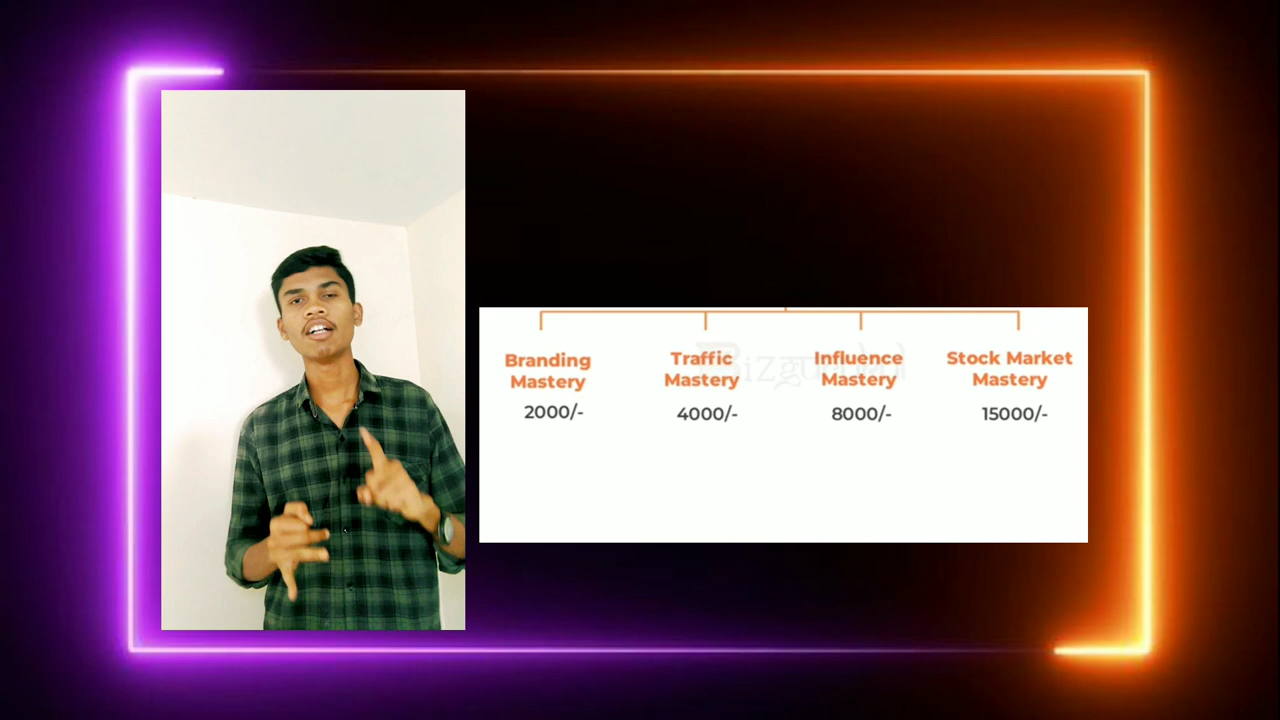 Branding
Mastery
2000/-
Traffic
Mastery
4000/-
Influence
Mastery
8000/-
Stock Market
Mastery
15000/-